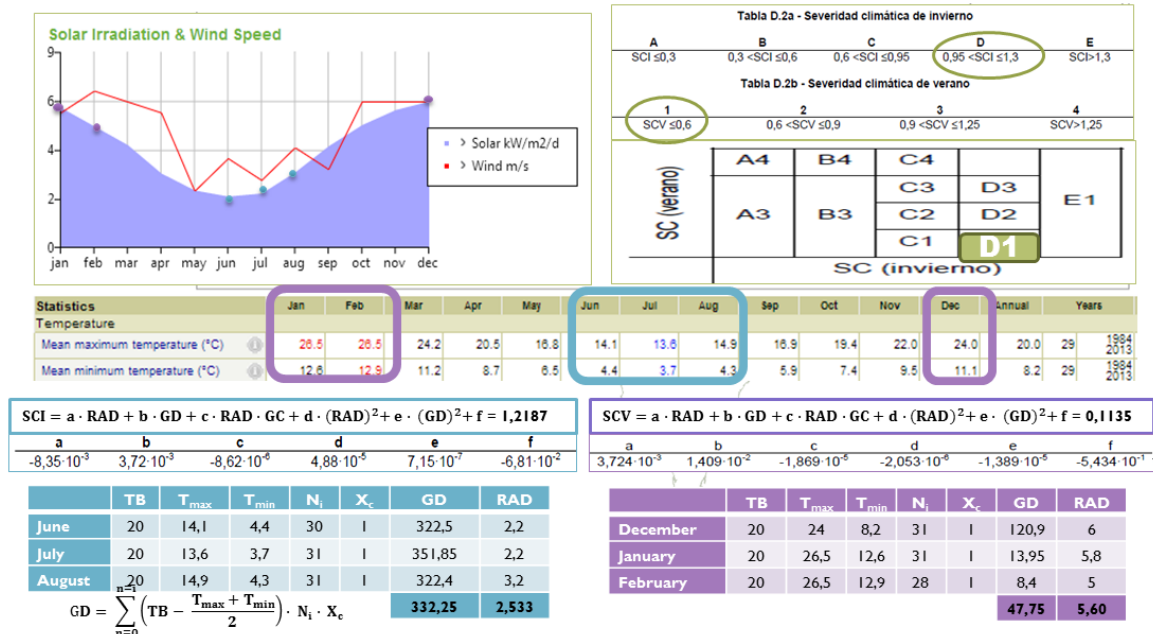 Solar Irradiation & Wind Speed
9
6
4
2
0
jan feb mar apr may jun jul aug sep oct nov dec
> Solar kW/m2/d
> Wind m/s
Tabla D.2a - Severidad climática de invierno
A B C D E
SCI ≤0,3 0,3 <SCI ≤0,6 0,6 <SCI ≤0,95 0,95 <SCI ≤1,3 SCI>1,3
Tabla D.2b - Severidad climática de verano
1 2 3 4
SCV ≤0,6 0,6 <SCV ≤0,9 0,9 <SCV ≤1,25 SCV>1,25
SC (verano)
A4 B4 C4
C3 D3
A3 B3 C2 D2 E1
C1 D1
SC (invierno)
Statistics Jan Feb Mar Apr May Jun Jul Aug Sep Oct Nov Dec Annual Years
Temperature
Mean maximum temperature (°C) 26.5 26.5 24.2 20.5 16.8 14.1 13.6 14.9 16.9 19.4 22.0 24.0 20.0 29 1984 2013
Mean minimum temperature (°C) 12.6 12.9 11.2 8.7 6.5 4.4 3.7 4.3 5.9 7.4 9.5 11.1 8.2 29 1984 2013
SCI = a · RAD + b · GD + c · RAD · GC + d · (RAD)² + e · (GD)² + f = 1,2187
a b c d e f
-8,35·10⁻³ 3,72·10⁻³ -8,62·10⁻⁶ 4,88·10⁻⁵ 7,15·10⁻⁷ -6,81·10⁻²
SCV = a · RAD + b · GD + c · RAD · GC + d · (RAD)² + e · (GD)² + f = 0,1135
a b c d e f
3,724·10⁻³ 1,409·10⁻² -1,869·10⁻⁵ -2,053·10⁻⁶ -1,389·10⁻⁵ -5,434·10⁻¹
TB Tmax Tmin Ni Xc GD RAD
June 20 14,1 4,4 30 1 322,5 2,2
July 20 13,6 3,7 31 1 351,85 2,2
August 20 14,9 4,3 31 1 322,4 3,2
332,25 2,533
GD = ∑ n=0 n=i (TB − (Tmax + Tmin)/2) · Ni · Xc
TB Tmax Tmin Ni Xc GD RAD
December 20 24 8,2 31 1 120,9 6
January 20 26,5 12,6 31 1 13,95 5,8
February 20 26,5 12,9 28 1 8,4 5
47,75 5,60